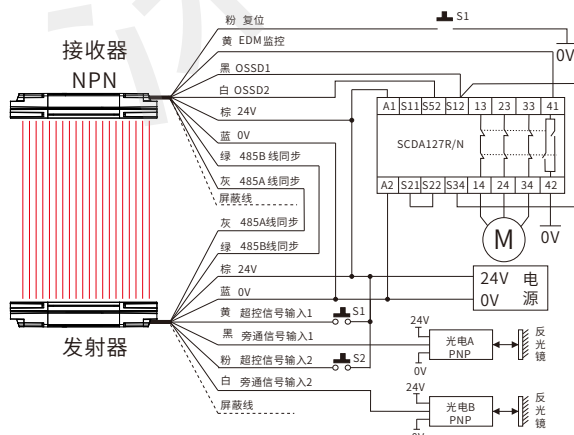 粉 复位
S1
黄 EDM监控
0V
接收器
NPN
黑 OSSD1
白 OSSD2
棕 24V
A1 S11 S52 S12 13 23 33 41
蓝 0V
SCDA127R/N
绿 485B 线同步
灰 485A 线同步
A2 S21 S22 S34 14 24 34 42
屏蔽线
灰 485A线同步
M
0V
绿 485B线同步
棕 24V
24V 电
0V 源
蓝 0V
黄 超控信号输入1
S1
黑 旁通信号输入1
24V
光电A
PNP
反光镜
0V
发射器
粉 超控信号输入2
S2
白 旁通信号输入2
24V
屏蔽线
光电B
PNP
反光镜
0V